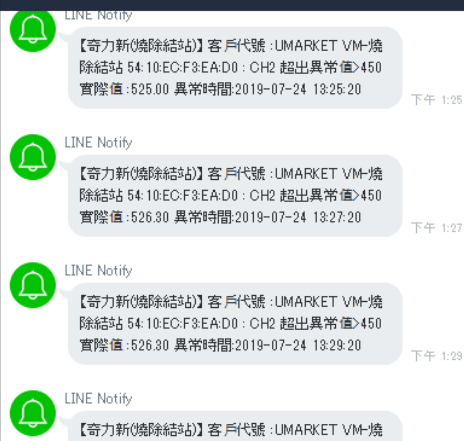 LINE Notify
【奇力新(燒除結站)】客戶代號 :UMARKET VM-燒
除結站 54:10:EC:F3:EA:D0 : CH2 超出異常值>450
實際值 :525.00 異常時間:2019-07-24 13:25:20
下午 1:25
LINE Notify
【奇力新(燒除結站)】客戶代號 :UMARKET VM-燒
除結站 54:10:EC:F3:EA:D0 : CH2 超出異常值>450
實際值 :526.30 異常時間:2019-07-24 13:27:20
下午 1:27
LINE Notify
【奇力新(燒除結站)】客戶代號 :UMARKET VM-燒
除結站 54:10:EC:F3:EA:D0 : CH2 超出異常值>450
實際值 :526.30 異常時間:2019-07-24 13:29:20
下午 1:29
LINE Notify
【奇力新(燒除結站)】客戶代號 :UMARKET VM-燒